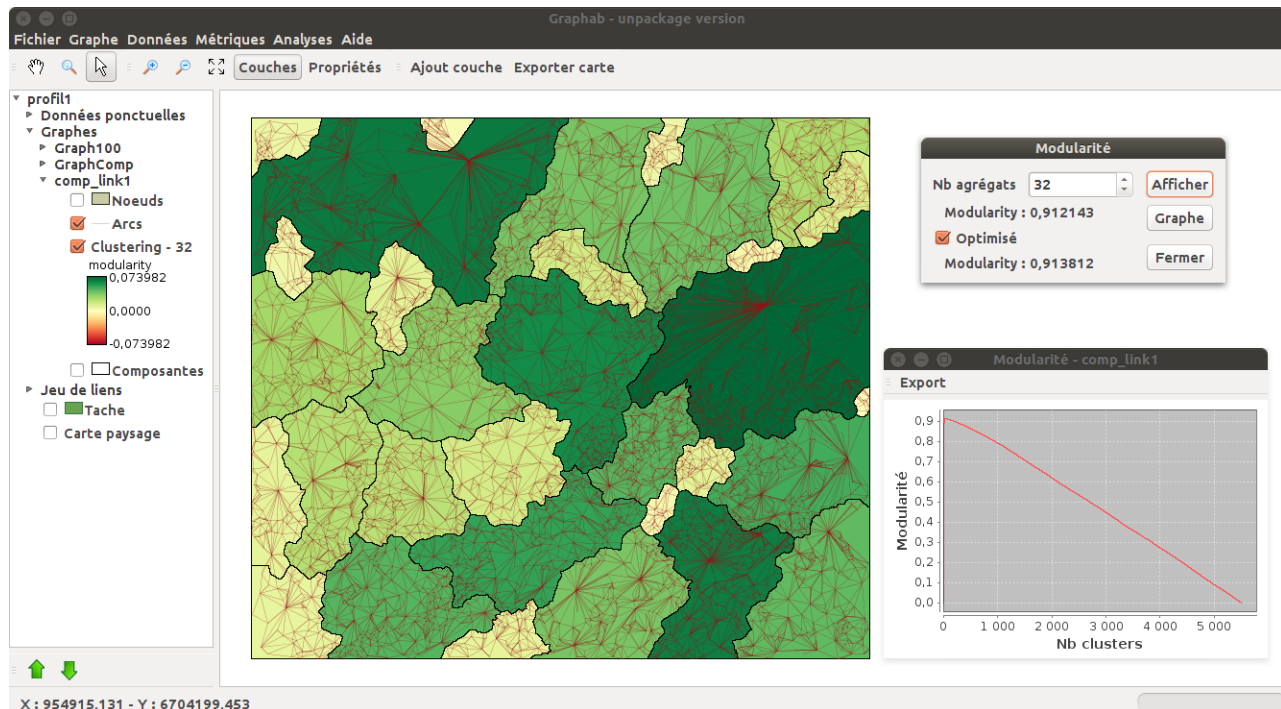 Graphab - unpackage version
Fichier Graphe Données Métriques Analyses Aide
Couches Propriétés Ajout couche Exporter carte
profil1
Données ponctuelles
Graphes
Graph100
GraphComp
comp_link1
Noeuds
Arcs
Clustering - 32
modularity
0,073982
0,0000
-0,073982
Composantes
Jeu de liens
Tache
Carte paysage
Modularité
Nb agrégats 32 Afficher
Modularity : 0,912143
Graphe
Optimisé
Modularity : 0,913812
Fermer
Modularité - comp_link1
Export
Modularité
0,9
0,8
0,7
0,6
0,5
0,4
0,3
0,2
0,1
0,0
0 1 000 2 000 3 000 4 000 5 000
Nb clusters
X : 954915.131 - Y : 6704199.453